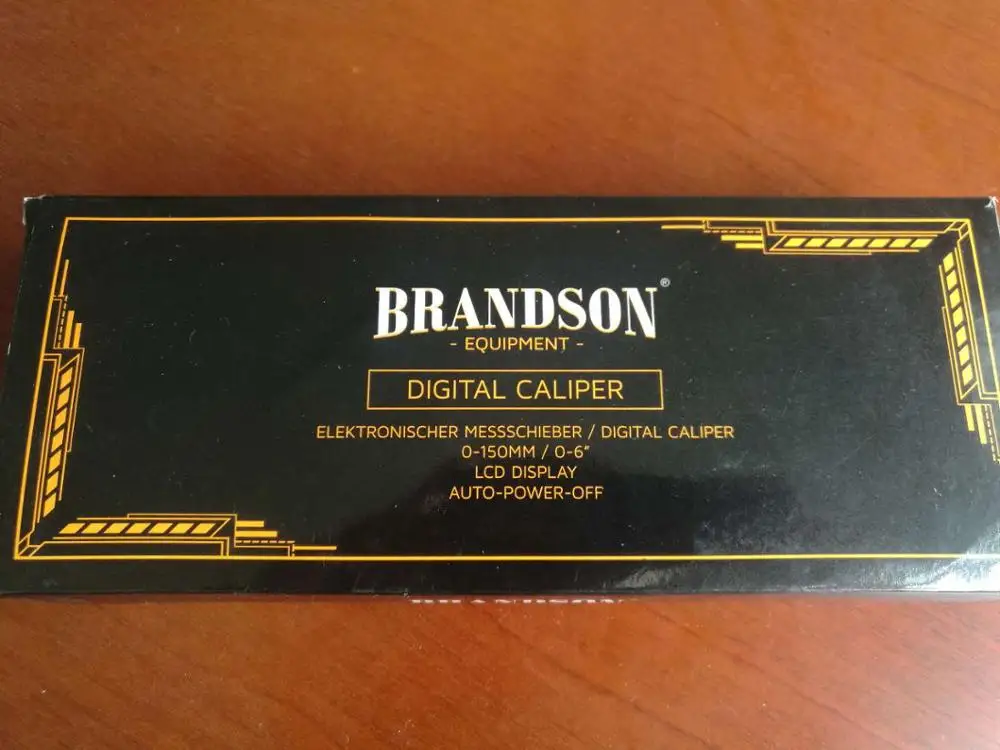 BRANDSON®
- EQUIPMENT -
DIGITAL CALIPER
ELEKTRONISCHER MESSSCHIEBER / DIGITAL CALIPER
0-150MM / 0-6”
LCD DISPLAY
AUTO-POWER-OFF